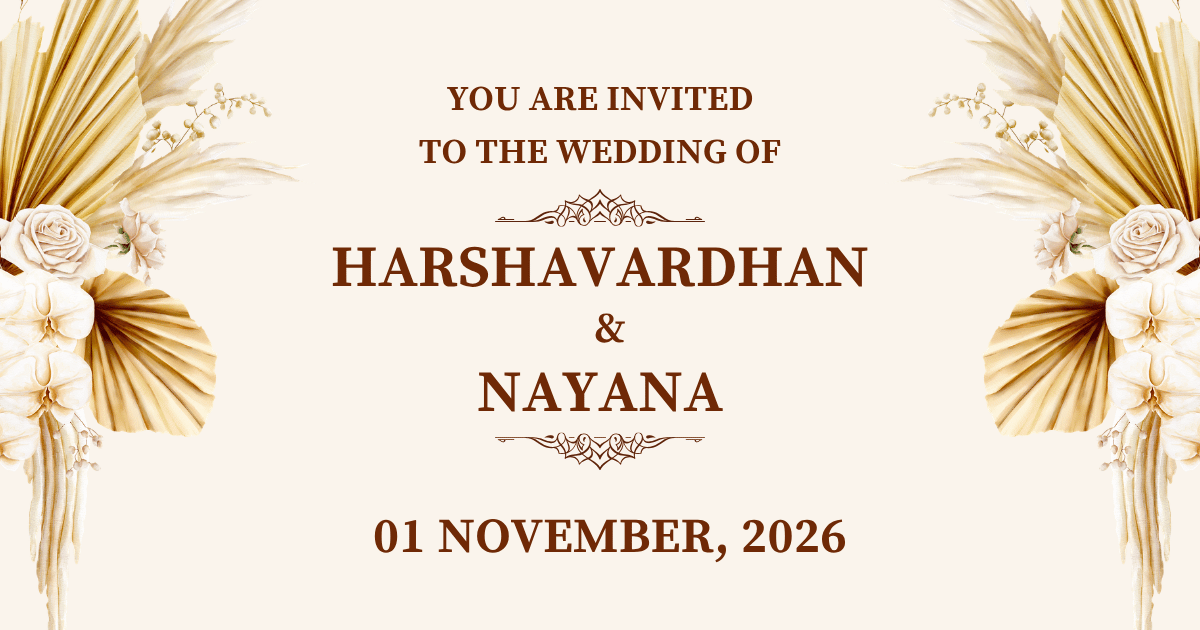 YOU ARE INVITED
TO THE WEDDING OF
HARSHAVARDHAN
&
NAYANA
01 NOVEMBER, 2026